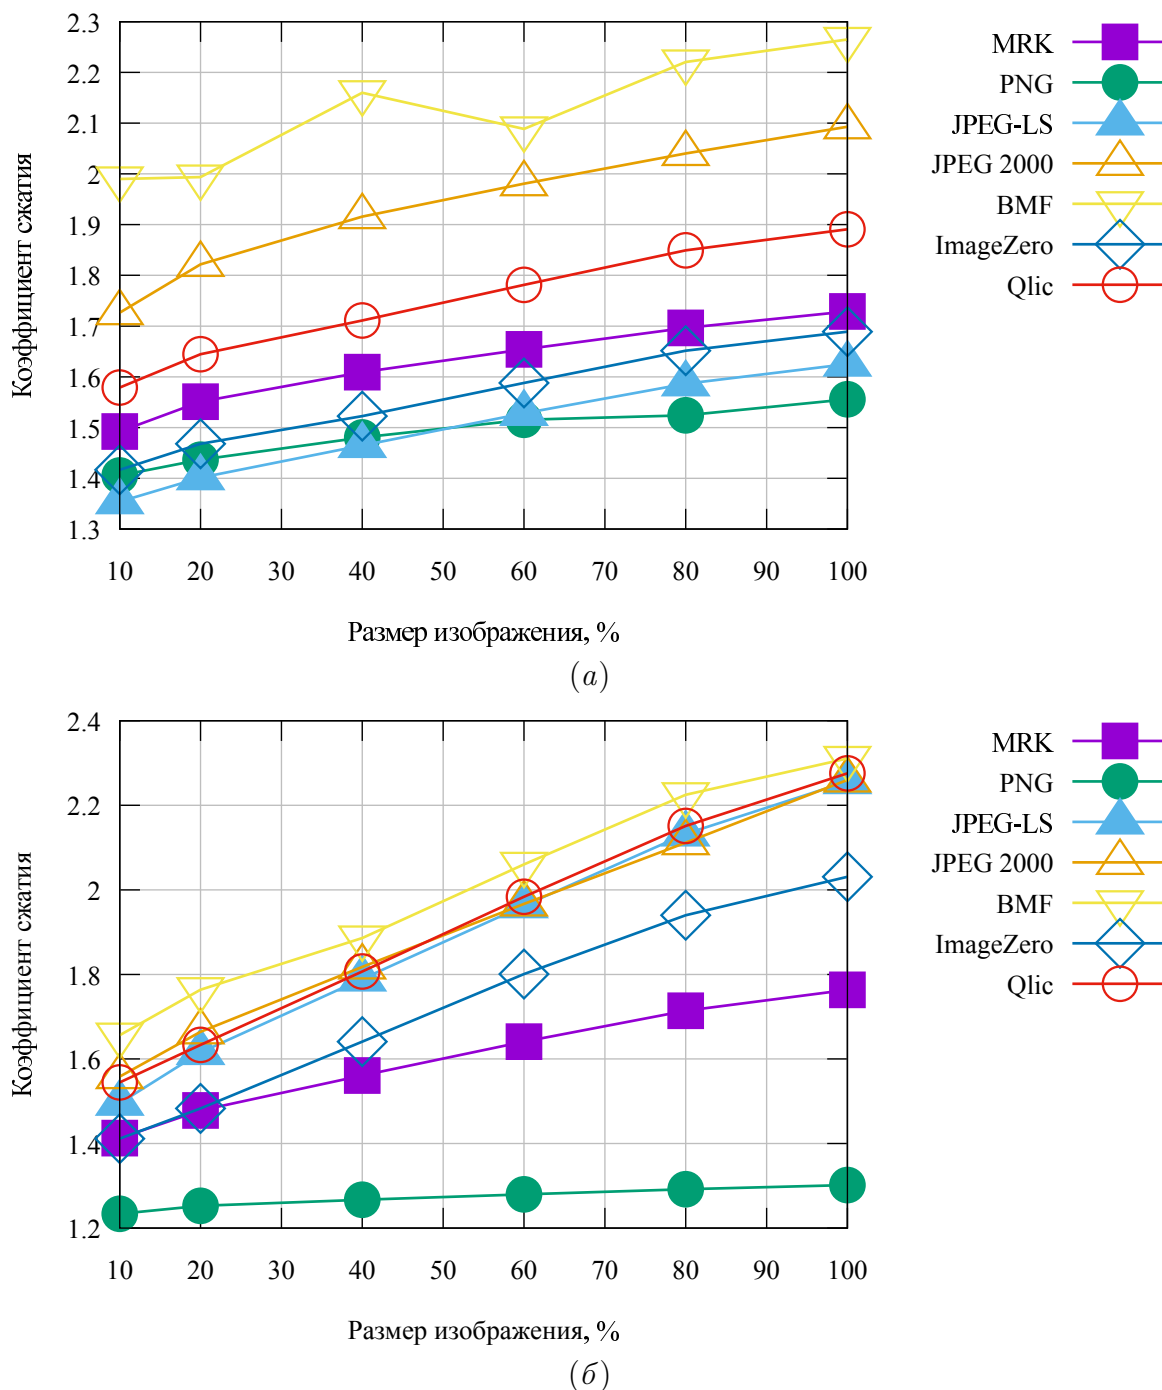 2.3
2.2
2.1
2
1.9
1.8
1.7
1.6
1.5
1.4
1.3
Коэффициент сжатия
10 20 30 40 50 60 70 80 90 100
Размер изображения, %
MRK
PNG
JPEG-LS
JPEG 2000
BMF
ImageZero
Qlic
(а)
2.4
2.2
2
1.8
1.6
1.4
1.2
Коэффициент сжатия
10 20 30 40 50 60 70 80 90 100
Размер изображения, %
MRK
PNG
JPEG-LS
JPEG 2000
BMF
ImageZero
Qlic
(б)